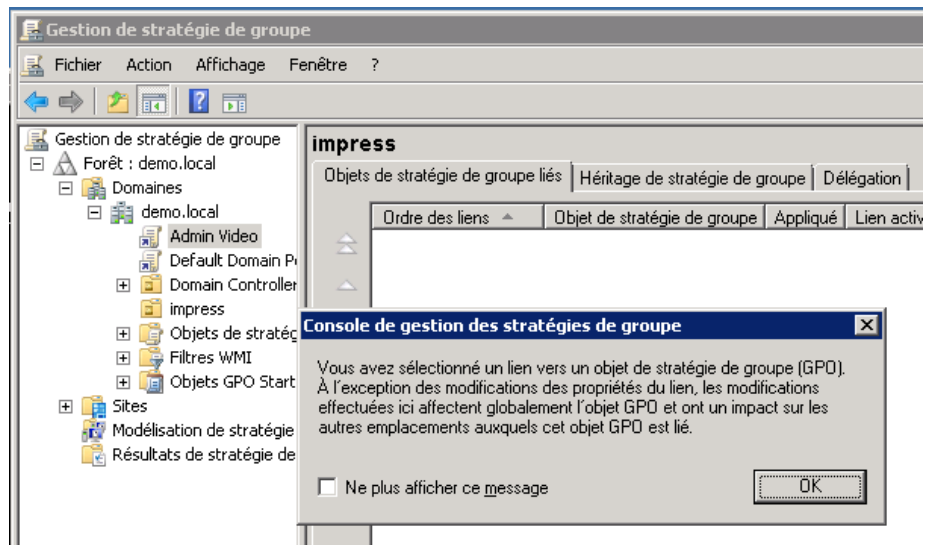 Gestion de stratégie de groupe
Fichier Action Affichage Fenêtre ?
Gestion de stratégie de groupe
Forêt : demo.local
Domaines
demo.local
Admin Video
Default Domain P
Domain Controller
impress
Objets de stratég
Filtres WMI
Objets GPO Start
Sites
Modélisation de stratégie
Résultats de stratégie de
impress
Objets de stratégie de groupe liés Héritage de stratégie de groupe Délégation
Ordre des liens Objet de stratégie de groupe Appliqué Lien activ
Console de gestion des stratégies de groupe
Vous avez sélectionné un lien vers un objet de stratégie de groupe (GPO).
À l'exception des modifications des propriétés du lien, les modifications
effectuées ici affectent globalement l'objet GPO et ont un impact sur les
autres emplacements auxquels cet objet GPO est lié.
Ne plus afficher ce message
OK